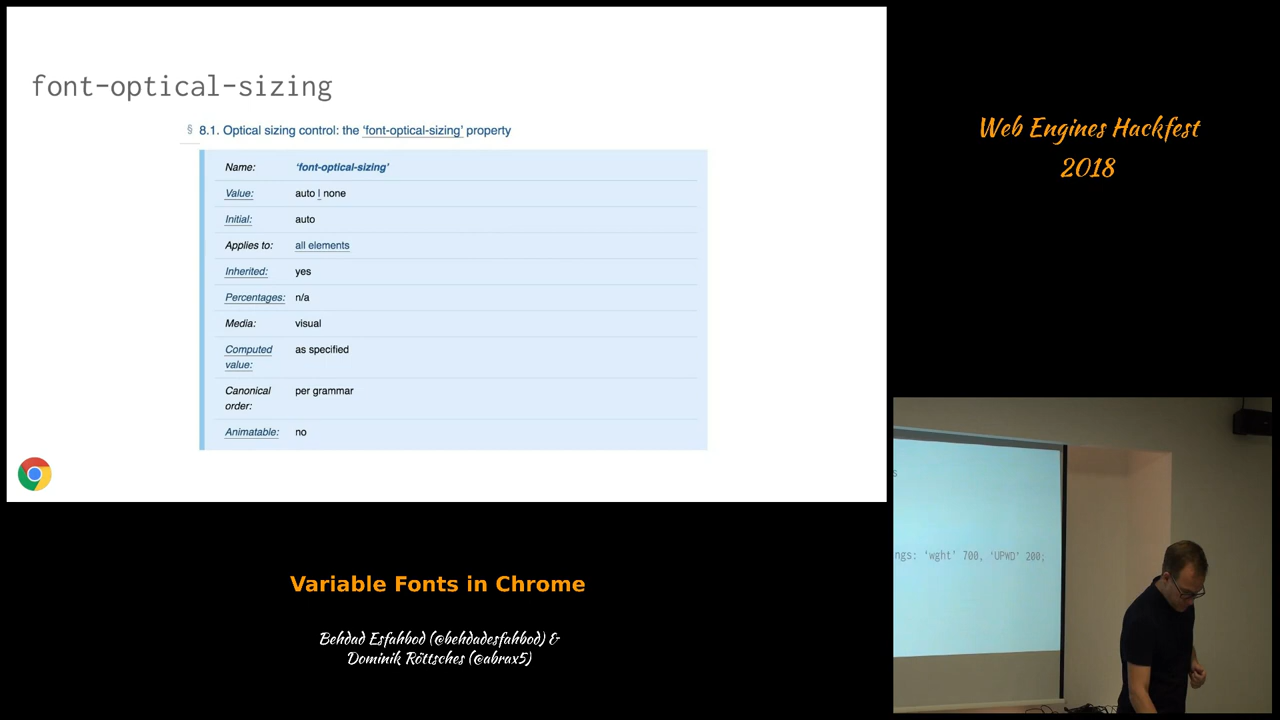 font-optical-sizing
§ 8.1. Optical sizing control: the ‘font-optical-sizing’ property
Name: ‘font-optical-sizing’
Value: auto | none
Initial: auto
Applies to: all elements
Inherited: yes
Percentages: n/a
Media: visual
Computed value: as specified
Canonical order: per grammar
Animatable: no
Web Engines Hackfest
2018
ngs: ‘wght’ 700, ‘UPWD’ 200;
Variable Fonts in Chrome
Behdad Esfahbod (@behdadesfahbod) &
Dominik Röttsches (@abrax5)